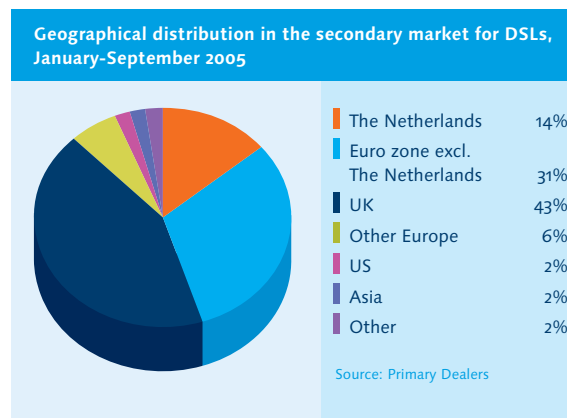 Geographical distribution in the secondary market for DSLs,
January-September 2005
The Netherlands 14%
Euro zone excl.
The Netherlands 31%
UK 43%
Other Europe 6%
US 2%
Asia 2%
Other 2%
Source: Primary Dealers